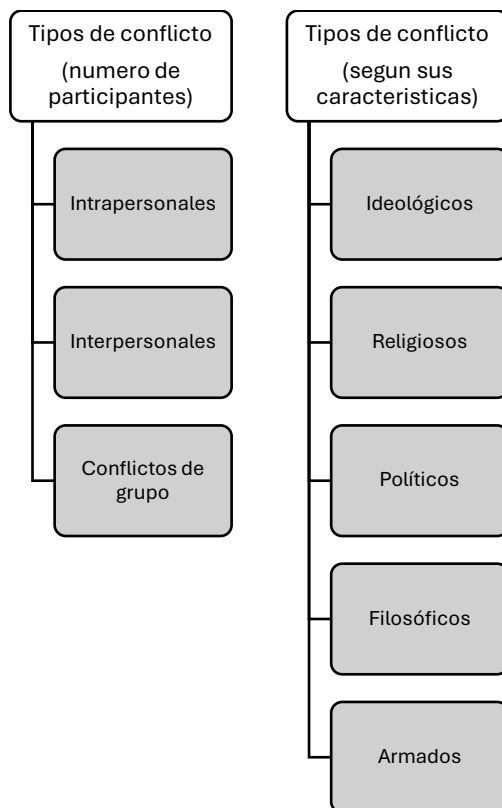 Tipos de conflicto
(numero de
participantes)
Intrapersonales
Interpersonales
Conflictos de
grupo
Tipos de conflicto
(segun sus
caracteristicas)
Ideológicos
Religiosos
Políticos
Filosóficos
Armados